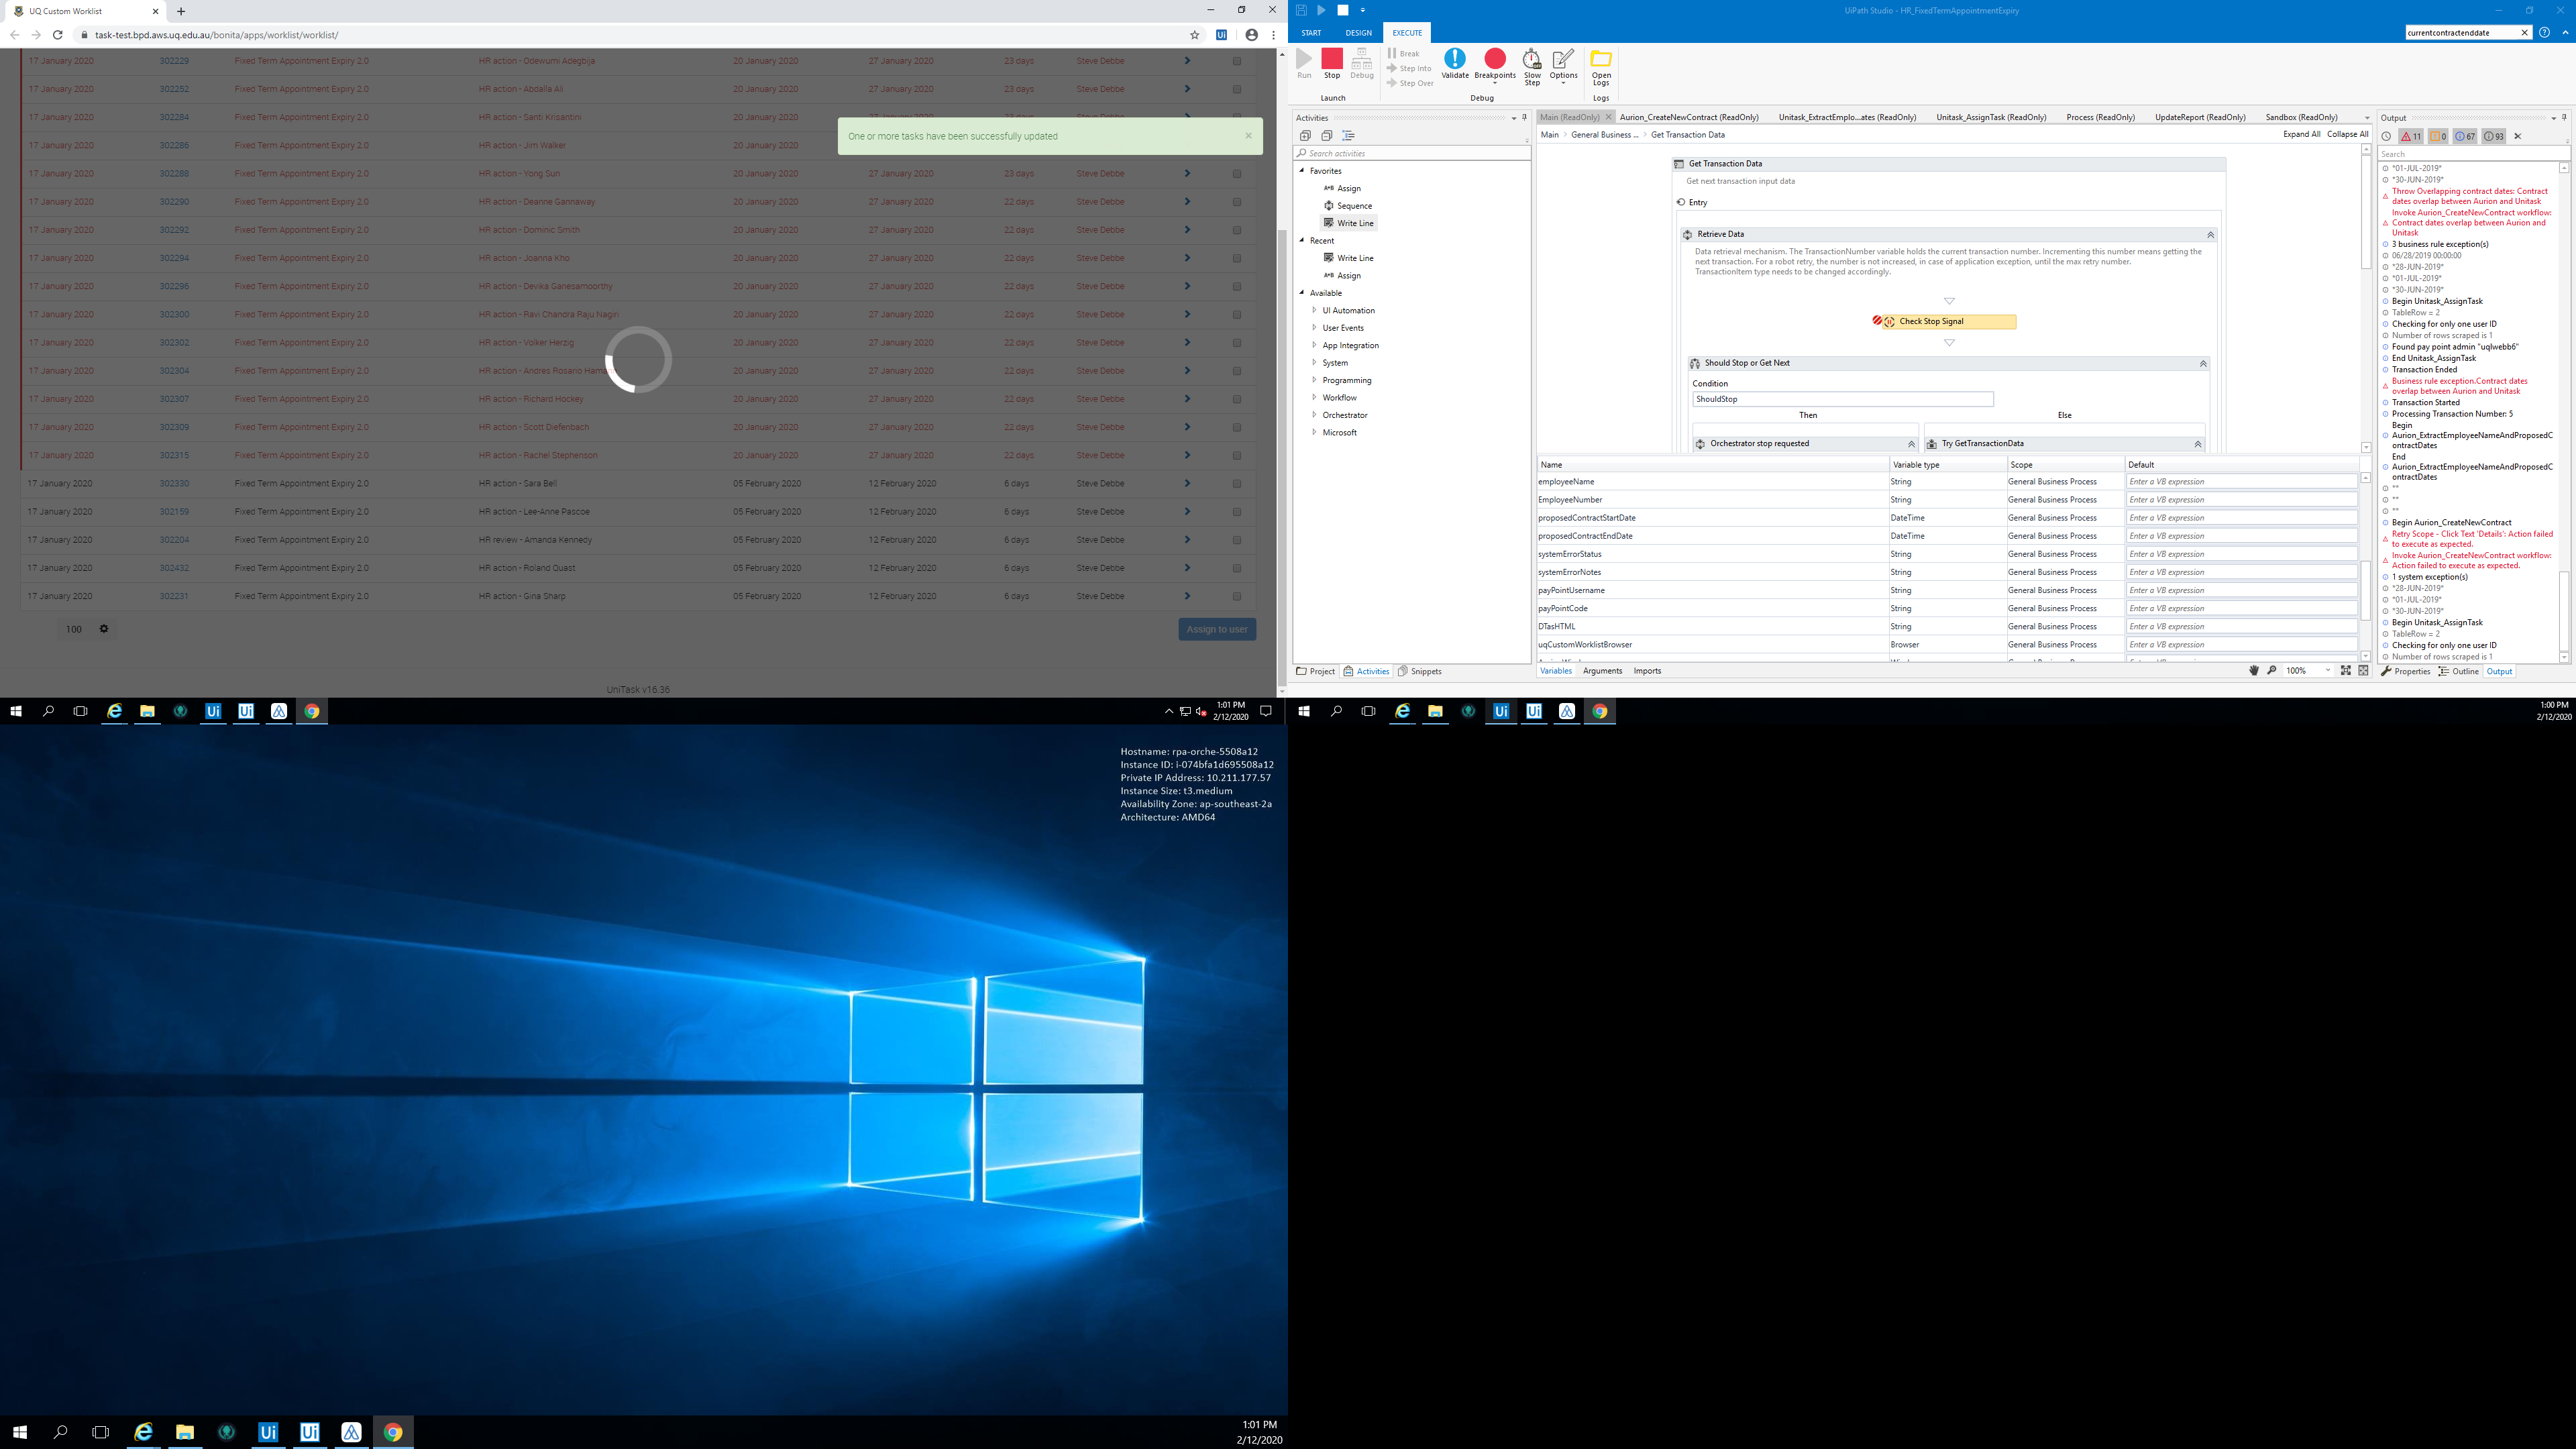 UQ Custom Worklist
task-test.bpd.aws.uq.edu.au/bonita/apps/worklist/worklist/
17 January 2020 302229 Fixed Term Appointment Expiry 2.0 HR action - Odewumi Adegbija 20 January 2020 27 January 2020 23 days Steve Debbe
17 January 2020 302252 Fixed Term Appointment Expiry 2.0 HR action - Abdalla Ali 20 January 2020 27 January 2020 23 days Steve Debbe
17 January 2020 302284 Fixed Term Appointment Expiry 2.0 HR action - Santi Krisantini 20 January 2020 27 January 2020 23 days Steve Debbe
One or more tasks have been successfully updated ×
17 January 2020 302286 Fixed Term Appointment Expiry 2.0 HR action - Jim Walker 20 January 2020
17 January 2020 302288 Fixed Term Appointment Expiry 2.0 HR action - Yong Sun 20 January 2020 27 January 2020 23 days Steve Debbe
17 January 2020 302290 Fixed Term Appointment Expiry 2.0 HR action - Deanne Gannaway 20 January 2020 27 January 2020 22 days Steve Debbe
17 January 2020 302292 Fixed Term Appointment Expiry 2.0 HR action - Dominic Smith 20 January 2020 27 January 2020 22 days Steve Debbe
17 January 2020 302294 Fixed Term Appointment Expiry 2.0 HR action - Joanna Kho 20 January 2020 27 January 2020 22 days Steve Debbe
17 January 2020 302296 Fixed Term Appointment Expiry 2.0 HR action - Devika Ganesamoorthy 20 January 2020 27 January 2020 22 days Steve Debbe
17 January 2020 302300 Fixed Term Appointment Expiry 2.0 HR action - Ravi Chandra Raju Nagiri 20 January 2020 27 January 2020 22 days Steve Debbe
17 January 2020 302302 Fixed Term Appointment Expiry 2.0 HR action - Volker Herzig 20 January 2020 27 January 2020 22 days Steve Debbe
17 January 2020 302304 Fixed Term Appointment Expiry 2.0 HR action - Andres Rosario 20 January 2020 27 January 2020 22 days Steve Debbe
17 January 2020 302307 Fixed Term Appointment Expiry 2.0 HR action - Richard Hockey 20 January 2020 27 January 2020 22 days Steve Debbe
17 January 2020 302309 Fixed Term Appointment Expiry 2.0 HR action - Scott Diefenbach 20 January 2020 27 January 2020 22 days Steve Debbe
17 January 2020 302315 Fixed Term Appointment Expiry 2.0 HR action - Rachel Stephenson 20 January 2020 27 January 2020 22 days Steve Debbe
17 January 2020 302330 Fixed Term Appointment Expiry 2.0 HR action - Sara Beli 05 February 2020 12 February 2020 6 days Steve Debbe
17 January 2020 302159 Fixed Term Appointment Expiry 2.0 HR action - Lee-Anne Pascoe 05 February 2020 12 February 2020 6 days Steve Debbe
17 January 2020 302204 Fixed Term Appointment Expiry 2.0 HR review - Amanda Kennedy 05 February 2020 12 February 2020 6 days Steve Debbe
17 January 2020 302432 Fixed Term Appointment Expiry 2.0 HR action - Roland Quast 05 February 2020 12 February 2020 6 days Steve Debbe
17 January 2020 302231 Fixed Term Appointment Expiry 2.0 HR action - Gina Sharp 05 February 2020 12 February 2020 6 days Steve Debbe
100
Assign to user
UniTask v16.36
1:01 PM
2/12/2020
UiPath Studio - HR_FixedTermAppointmentExpiry
START DESIGN EXECUTE
currentcontractenddate
Run Stop Debug
Break
Step Into
Step Over
Validate Breakpoints Slow Step Options Open Logs
Launch Debug Logs
Activities
Search activities
Favorites
Assign
Sequence
Write Line
Recent
Write Line
Assign
Available
UI Automation
User Events
App Integration
System
Programming
Workflow
Orchestrator
Microsoft
Project Activities Snippets
Main (ReadOnly) Aurion_CreateNewContract (ReadOnly) Unitask_ExtractEmplo...ates (ReadOnly) Unitask_AssignTask (ReadOnly) Process (ReadOnly) UpdateReport (ReadOnly) Sandbox (ReadOnly)
Main > General Business ... > Get Transaction Data
Expand All Collapse All
Get Transaction Data
Get next transaction input data
Entry
Retrieve Data
Data retrieval mechanism. The TransactionNumber variable holds the current transaction number. Incrementing this number means getting the
next transaction. For a robot retry, the number is not increased, in case of application exception, until the max retry number.
TransactionItem type needs to be changed accordingly.
Check Stop Signal
Should Stop or Get Next
Condition
ShouldStop
Then Else
Orchestrator stop requested Try GetTransactionData
Name Variable type Scope Default
employeeName String General Business Process Enter a VB expression
EmployeeNumber String General Business Process Enter a VB expression
proposedContractStartDate DateTime General Business Process Enter a VB expression
proposedContractEndDate DateTime General Business Process Enter a VB expression
systemErrorStatus String General Business Process Enter a VB expression
systemErrorNotes String General Business Process Enter a VB expression
payPointUsername String General Business Process Enter a VB expression
payPointCode String General Business Process Enter a VB expression
DTasHTML String General Business Process Enter a VB expression
uqCustomWorklistBrowser Browser General Business Process Enter a VB expression
Variables Arguments Imports
100%
Output
11 0 67 93
Search
*01-JUL-2019*
*30-JUN-2019*
Throw Overlapping contract dates: Contract
dates overlap between Aurion and Unitask
Invoke Aurion_CreateNewContract workflow:
Contract dates overlap between Aurion and
Unitask
3 business rule exception(s)
06/28/2019 00:00:00
*28-JUN-2019*
*01-JUL-2019*
*30-JUN-2019*
Begin Unitask_AssignTask
TableRow = 2
Checking for only one user ID
Number of rows scraped is 1
Found pay point admin "uqlwebb6"
End Unitask_AssignTask
Transaction Ended
Business rule exception.Contract dates
overlap between Aurion and Unitask
Transaction Started
Processing Transaction Number: 5
Begin
Aurion_ExtractEmployeeNameAndProposedC
ontractDates
End
Aurion_ExtractEmployeeNameAndProposedC
ontractDates
**
**
**
Begin Aurion_CreateNewContract
Retry Scope - Click Text 'Details': Action failed
to execute as expected.
Invoke Aurion_CreateNewContract workflow:
Action failed to execute as expected.
1 system exception(s)
*28-JUN-2019*
*01-JUL-2019*
*30-JUN-2019*
Begin Unitask_AssignTask
TableRow = 2
Checking for only one user ID
Number of rows scraped is 1
Properties Outline Output
1:00 PM
2/12/2020
Hostname: rpa-orche-5508a12
Instance ID: i-074bfa1d695508a12
Private IP Address: 10.211.177.57
Instance Size: t3.medium
Availability Zone: ap-southeast-2a
Architecture: AMD64
1:01 PM
2/12/2020